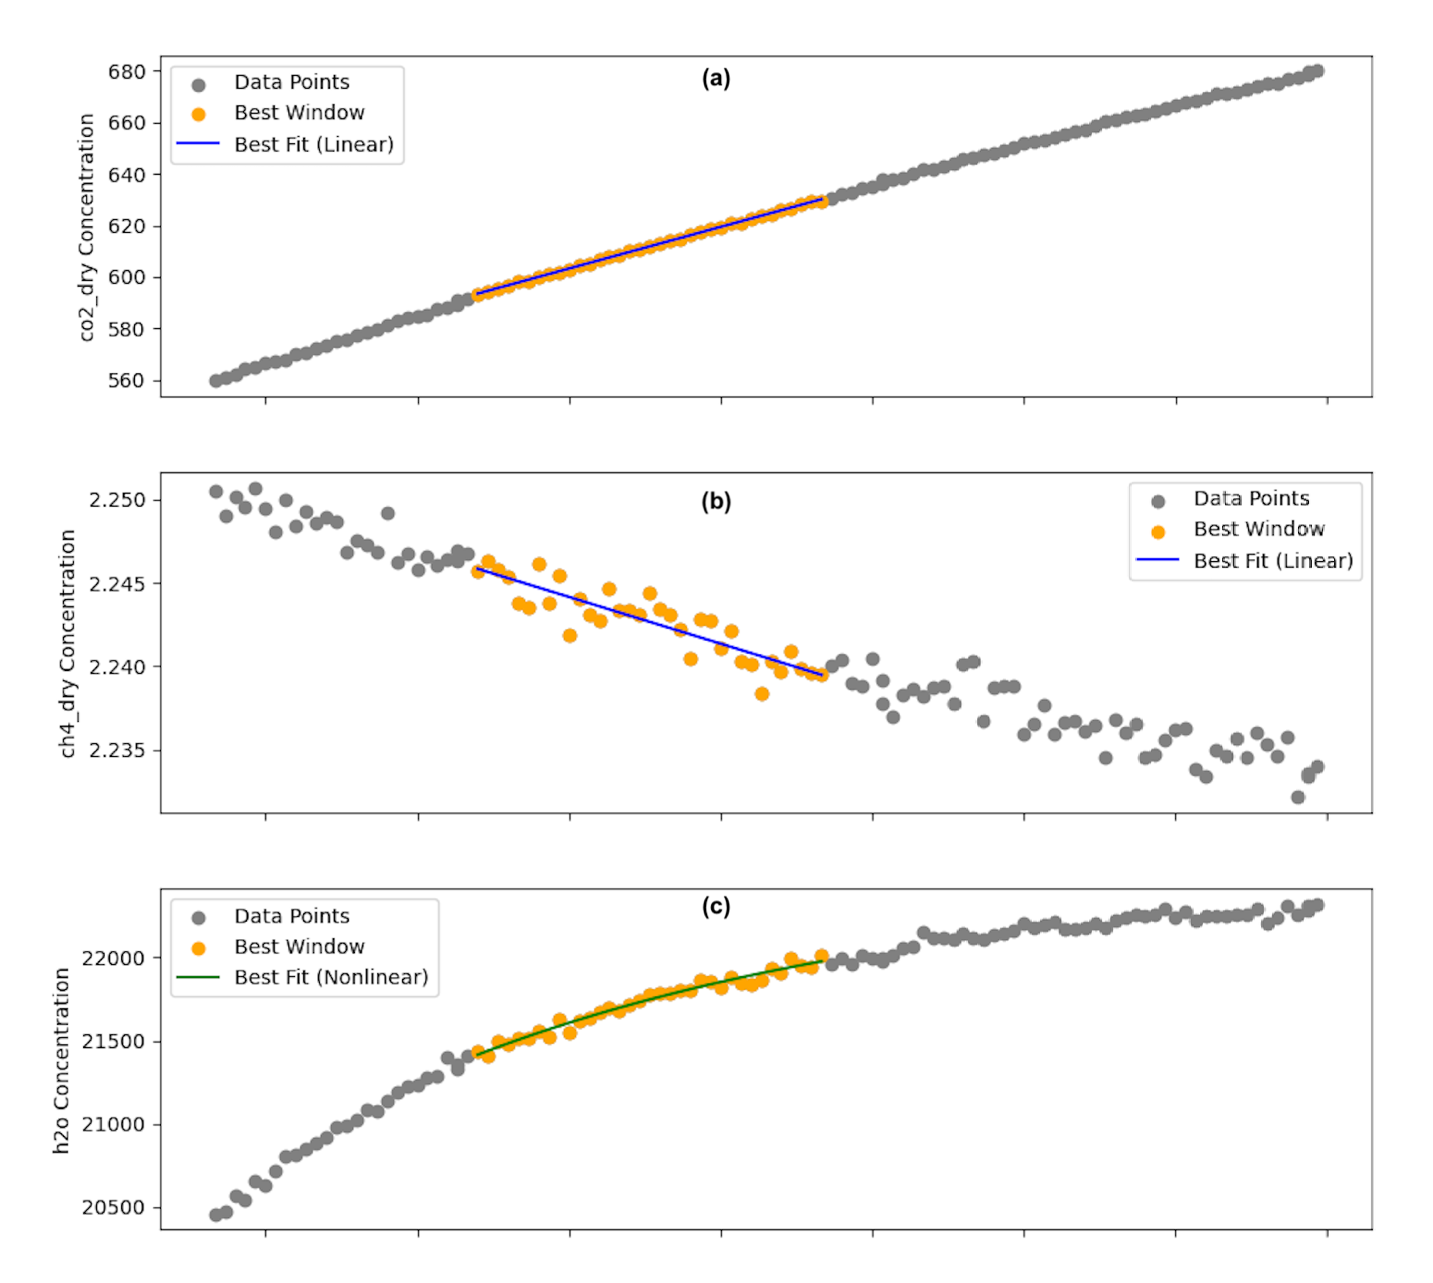 (a)
Data Points
Best Window
Best Fit (Linear)
co2_dry Concentration
680
660
640
620
600
580
560
(b)
Data Points
Best Window
Best Fit (Linear)
ch4_dry Concentration
2.250
2.245
2.240
2.235
(c)
Data Points
Best Window
Best Fit (Nonlinear)
h2o Concentration
22000
21500
21000
20500